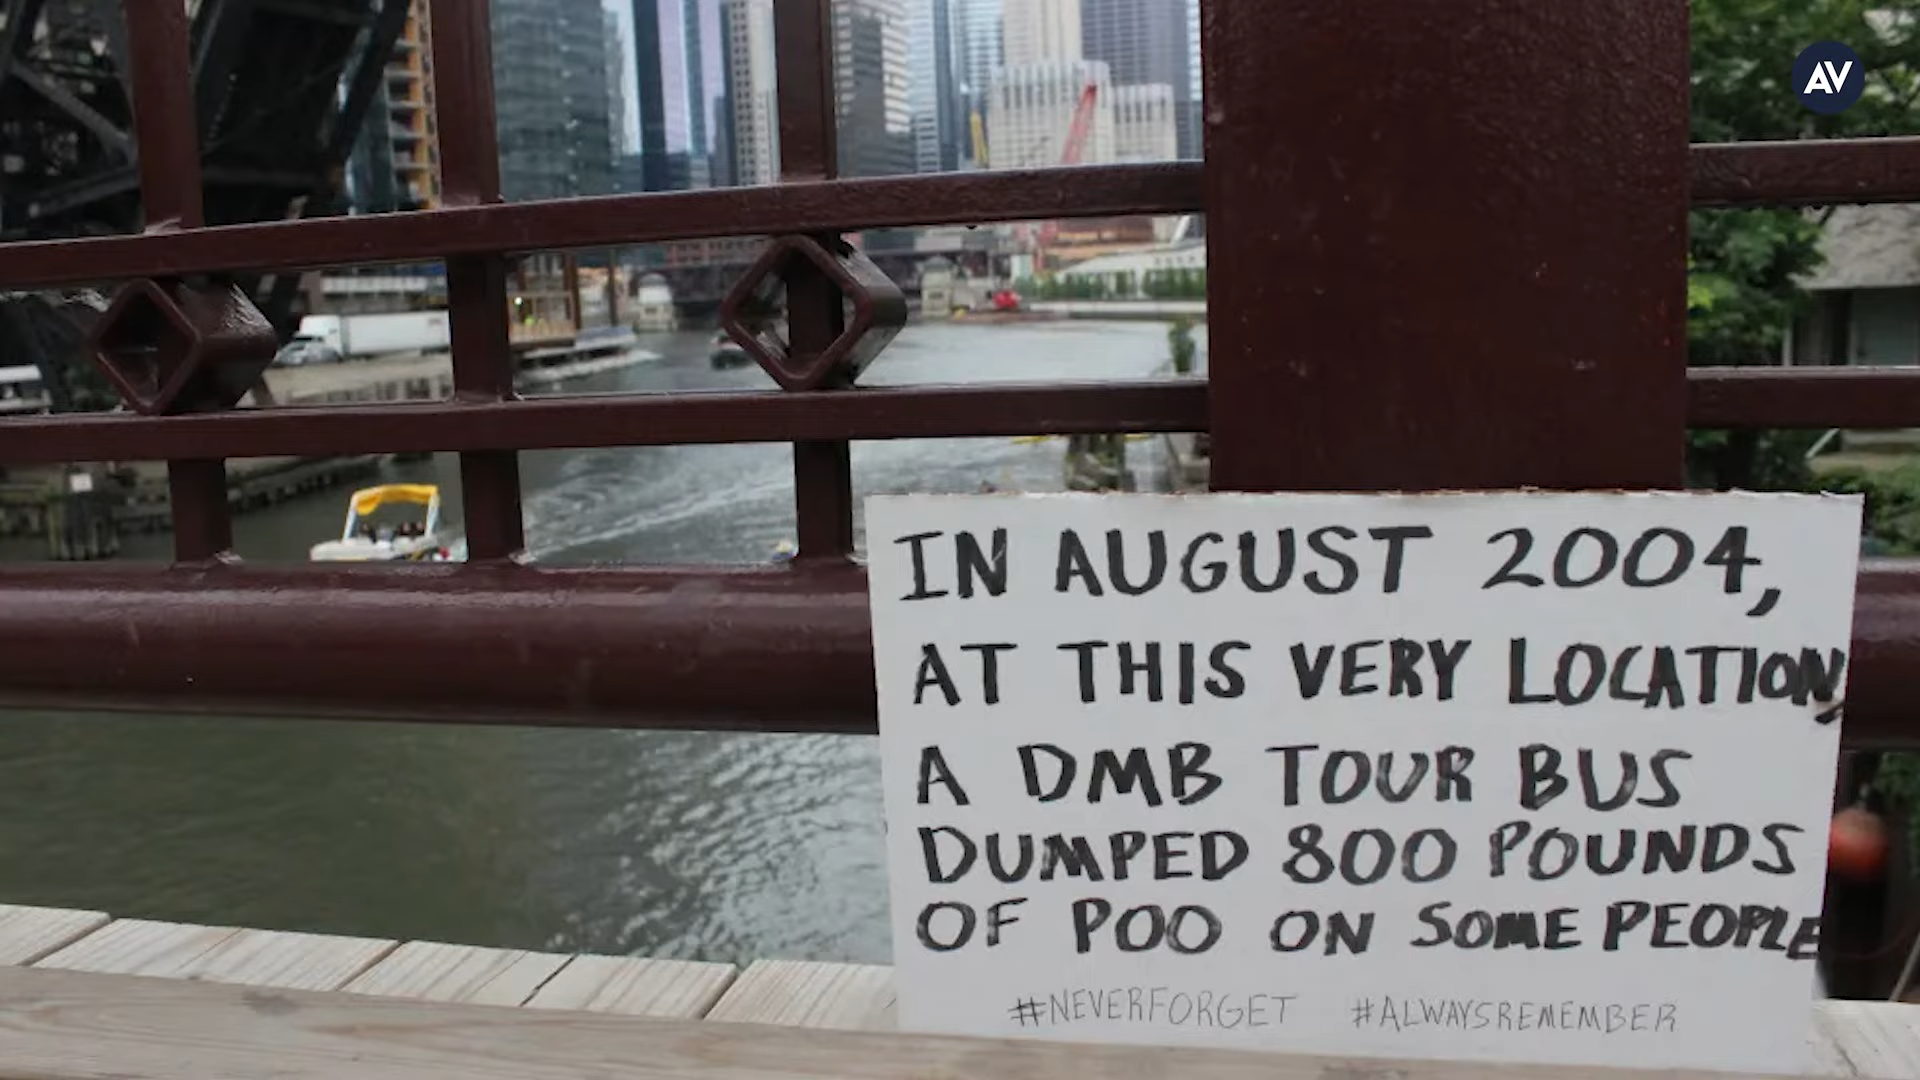 AV
IN AUGUST 2004,
AT THIS VERY LOCATION,
A DMB TOUR BUS
DUMPED 800 POUNDS
OF POO ON SOME PEOPLE
#NEVERFORGET #ALWAYSREMEMBER